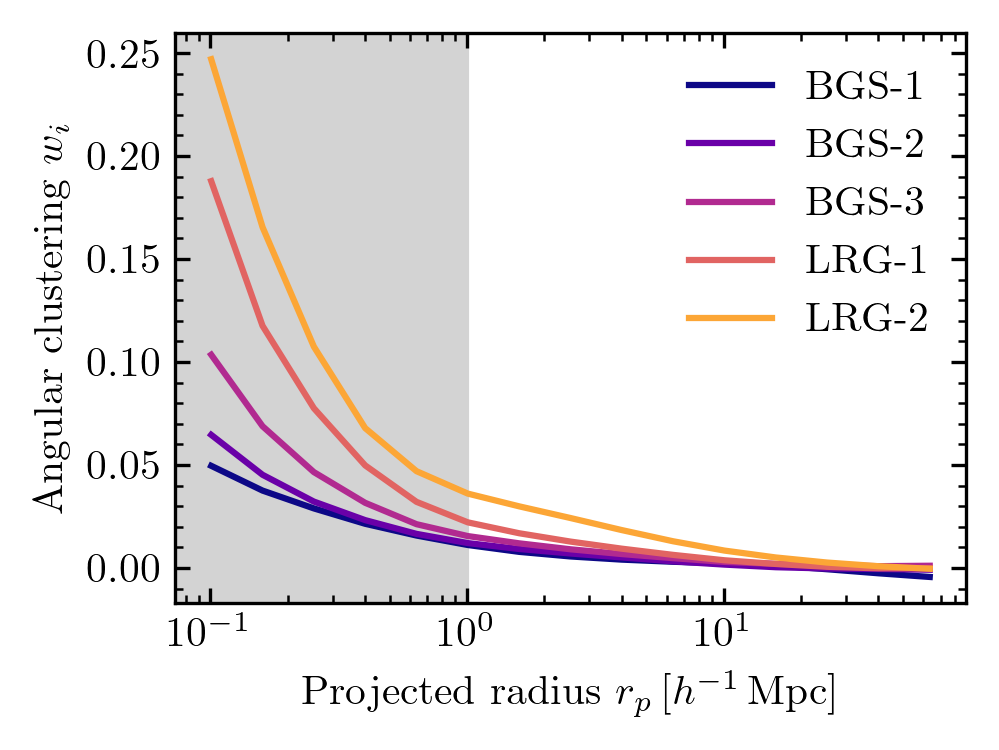 0.25
0.20
0.15
0.10
0.05
0.00
Angular clustering $w_i$
BGS-1
BGS-2
BGS-3
LRG-1
LRG-2
$10^{-1}$
$10^{0}$
$10^{1}$
Projected radius $r_p\,[h^{-1}\,\mathrm{Mpc}]$